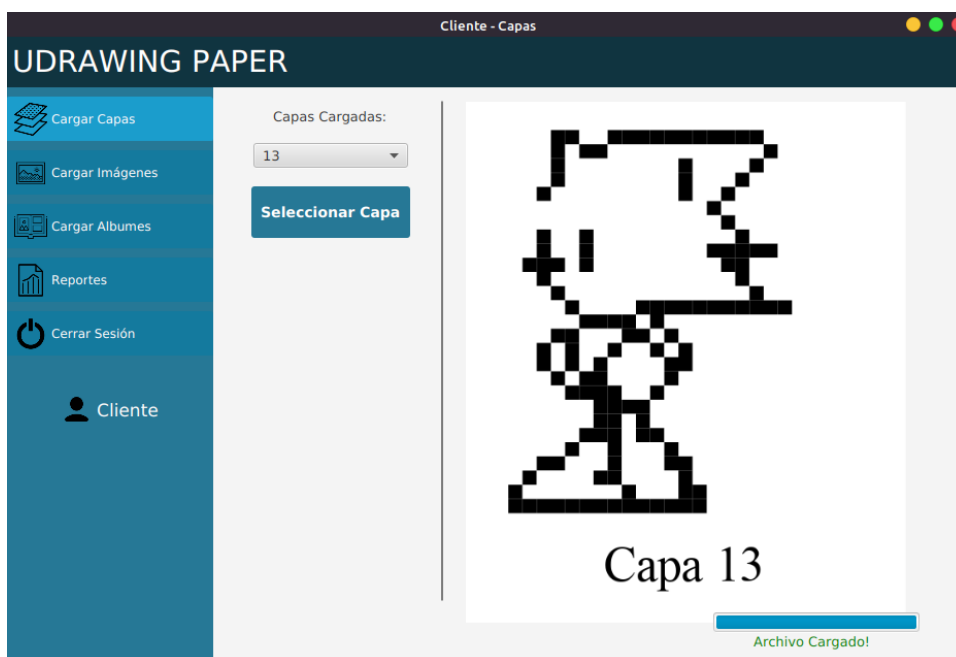 Cliente - Capas
UDRAWING PAPER
Cargar Capas
Cargar Imágenes
Cargar Albumes
Reportes
Cerrar Sesión
Cliente
Capas Cargadas:
13
Seleccionar Capa
Capa 13
Archivo Cargado!